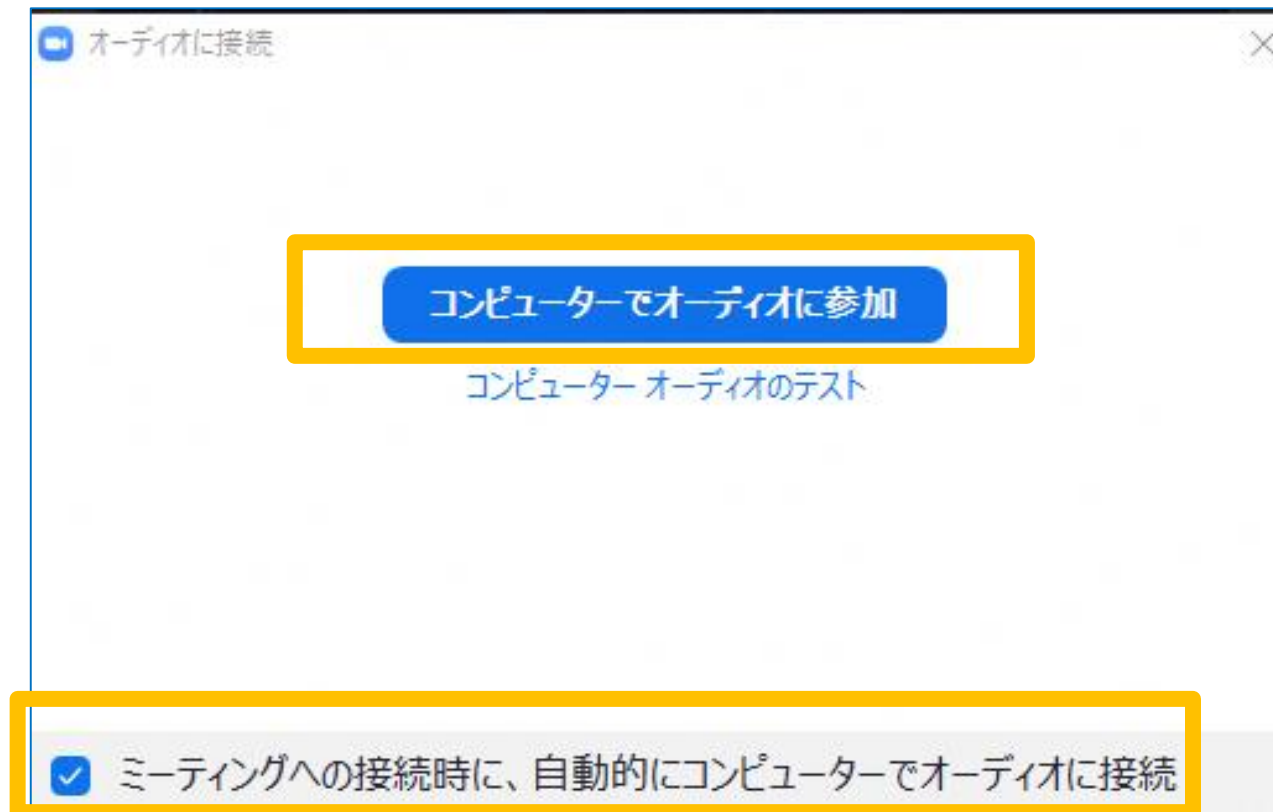 オーディオに接続
コンピューターでオーディオに参加
コンピューター オーディオのテスト
ミーティングへの接続時に、自動的にコンピューターでオーディオに接続